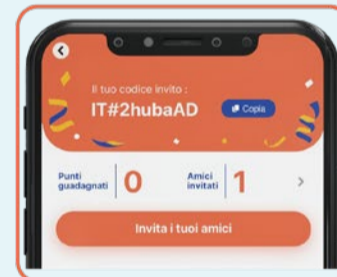 Il tuo codice invito :
IT#2hubaAD
Copia
Punti guadagnati 0
Amici invitati 1
Invita i tuoi amici